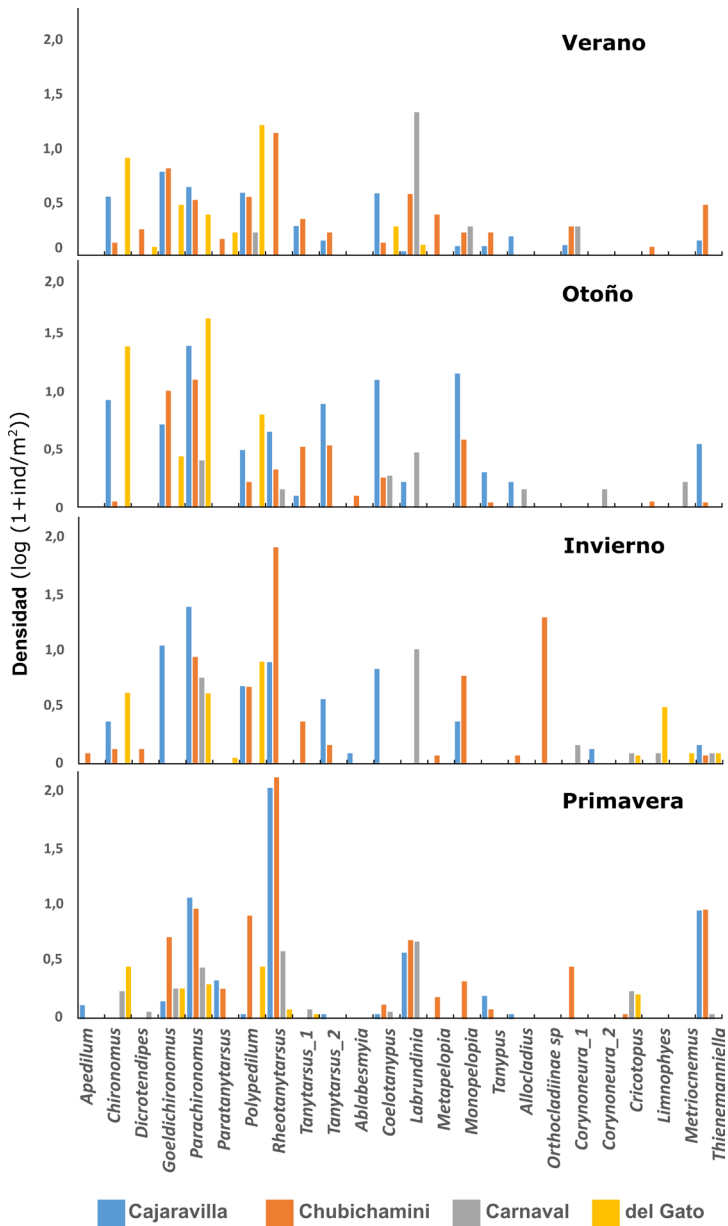 Verano
2,0
1,5
1,0
0,5
0
Otoño
2,0
1,5
1,0
0,5
0
Densidad (log (1+ind/m²))
Invierno
2,0
1,5
1,0
0,5
0
Primavera
2,0
1,5
1,0
0,5
0
Apedilum
Chironomus
Dicrotendipes
Goeldichironomus
Parachironomus
Paratanytarsus
Polypedilum
Rheotanytarsus
Tanytarsus_1
Tanytarsus_2
Ablabesmyia
Coelotanypus
Labrundinia
Metapelopia
Monopelopia
Tanypus
Allocladius
Orthocladiinae sp
Corynoneura_1
Corynoneura_2
Cricotopus
Limnophyes
Metriocnemus
Thienemanniella
Cajaravilla
Chubichamini
Carnaval
del Gato